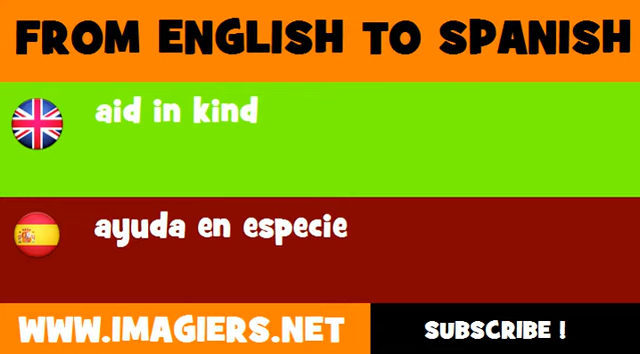 FROM ENGLISH TO SPANISH
aid in kind
ayuda en especie
WWW.IMAGIERS.NET
SUBSCRIBE !